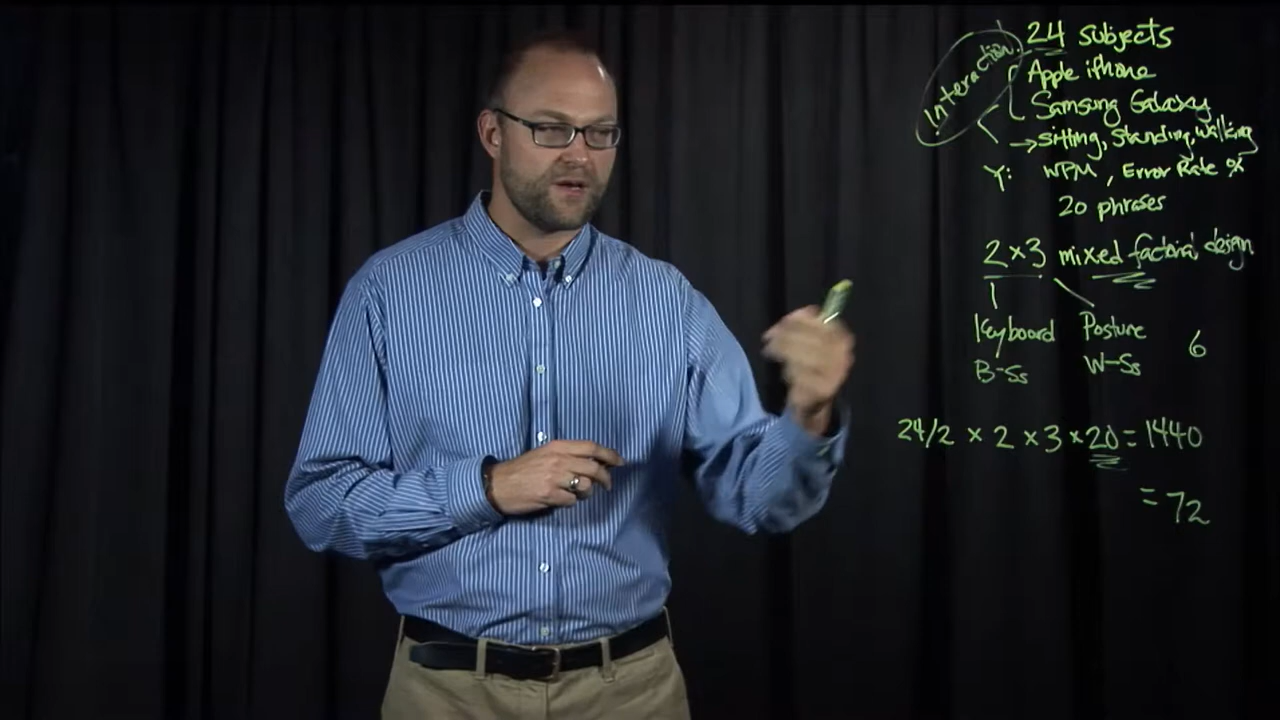 Interaction
24 subjects
Apple iPhone
Samsung Galaxy
→ sitting, standing, walking
Y: WPM, Error Rate %
20 phrases
2 × 3 mixed factorial design
Keyboard Posture 6
B-Ss W-Ss
24/2 × 2 × 3 × 20 = 1440
= 72